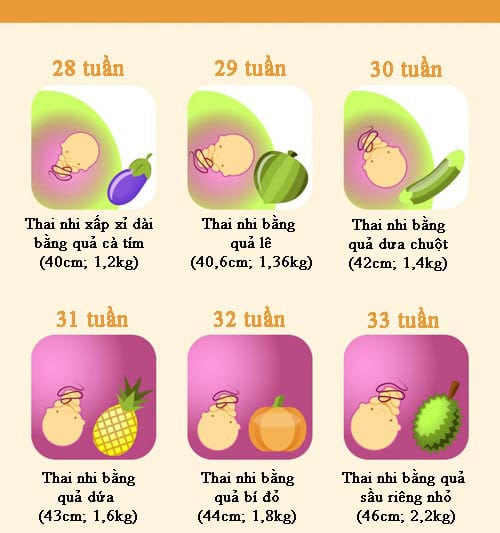 28 tuần
29 tuần
30 tuần
Thai nhi xấp xỉ dài
bằng quả cà tím
(40cm; 1,2kg)
Thai nhi bằng
quả lê
(40,6cm; 1,36kg)
Thai nhi bằng
quả dưa chuột
(42cm; 1,4kg)
31 tuần
32 tuần
33 tuần
Thai nhi bằng
quả dứa
(43cm; 1,6kg)
Thai nhi bằng
quả bí đỏ
(44cm; 1,8kg)
Thai nhi bằng quả
sầu riêng nhỏ
(46cm; 2,2kg)